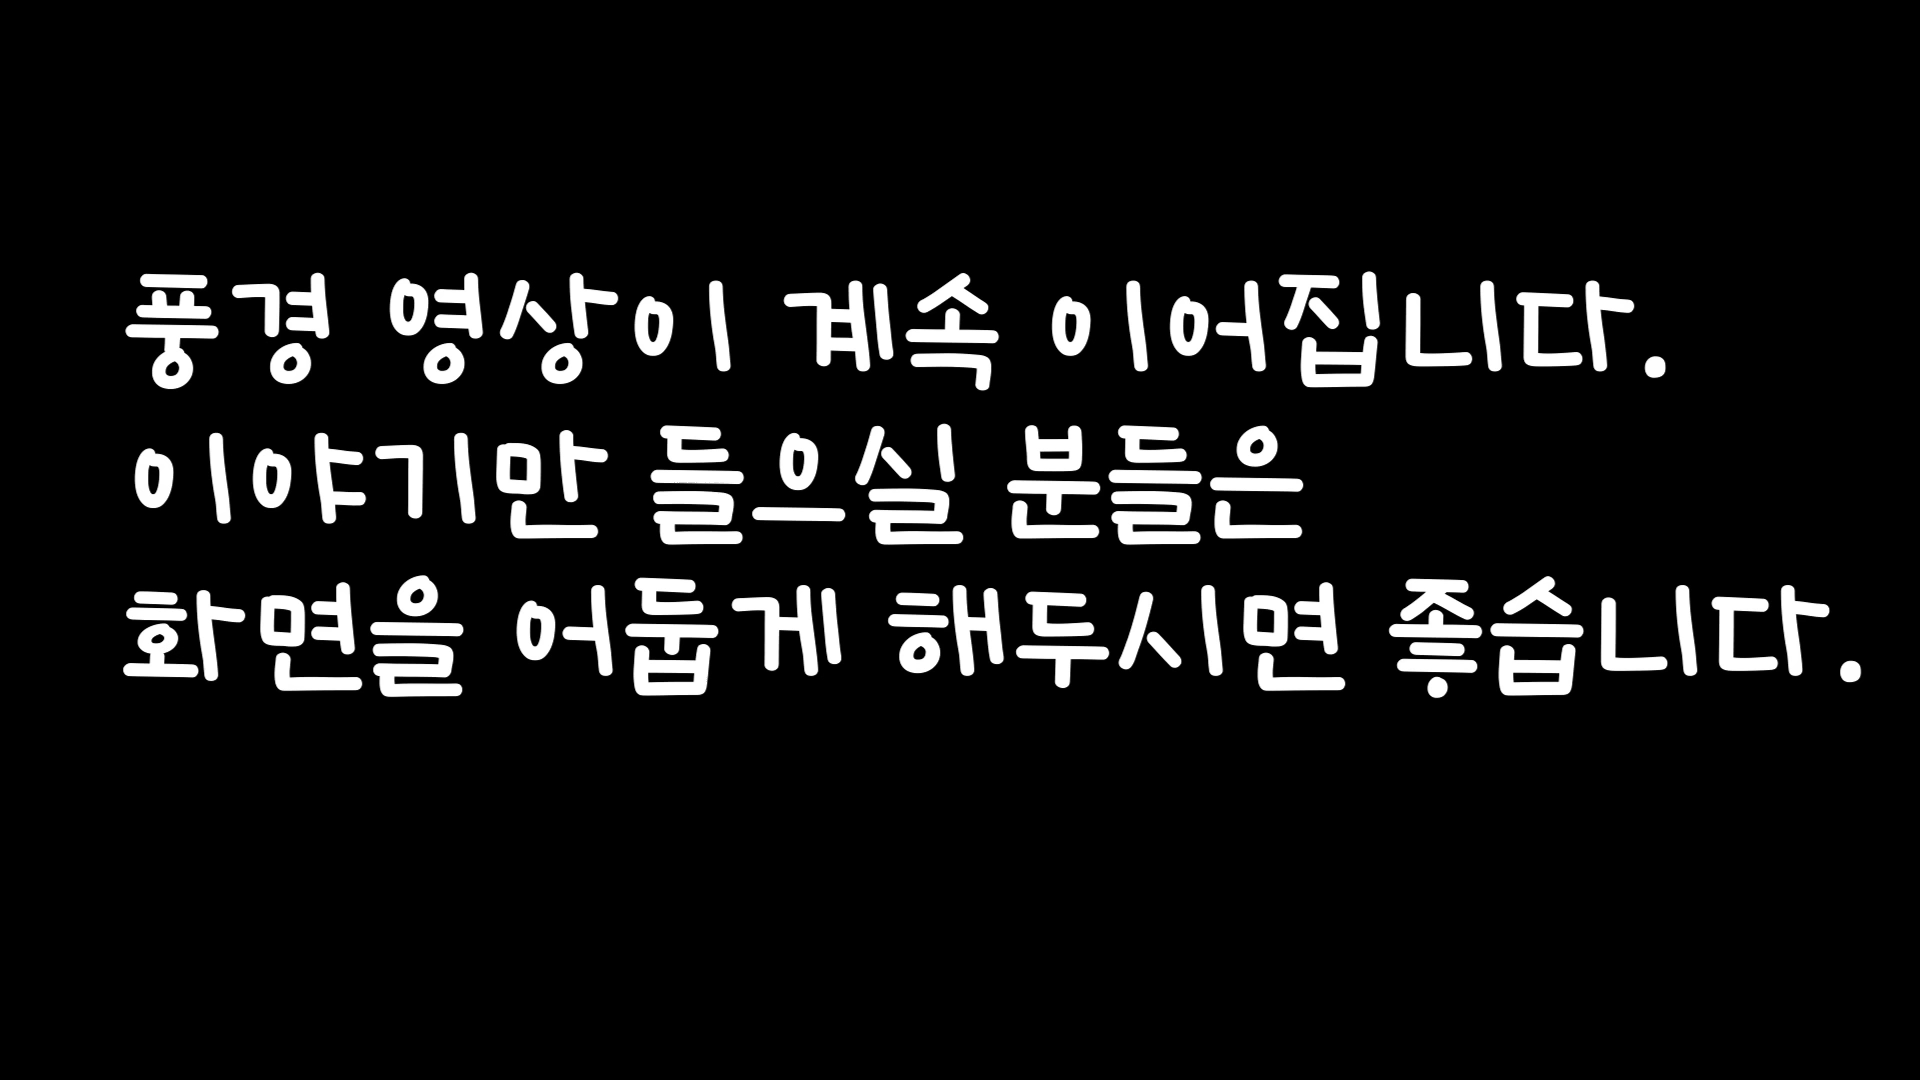 풍경 영상이 계속 이어집니다.
이야기만 들으실 분들은
화면을 어둡게 해두시면 좋습니다.